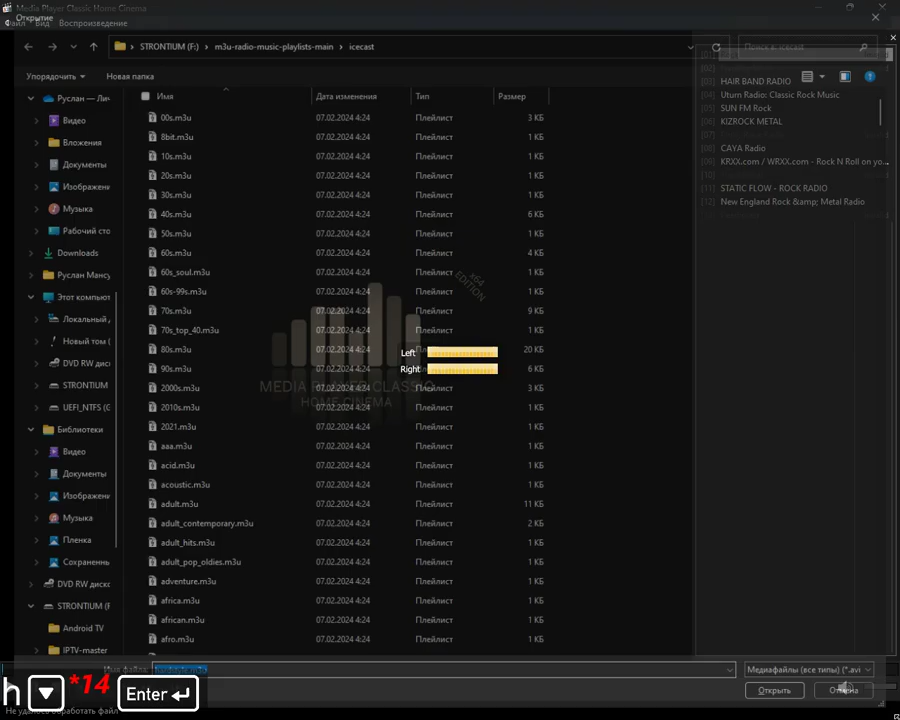 Media Player Classic Home Cinema
Открытие
Файл Вид Воспроизведение
STRONTIUM (F:) › m3u-radio-music-playlists-main › icecast
Поиск в: icecast
Упорядочить Новая папка
Имя Дата изменения Тип Размер
Руслан — Лич
Видео
Вложения
Документы
Изображени
Музыка
Рабочий сто
Downloads
Руслан Мансу
Этот компьют
Локальный д
Новый том (
DVD RW диск
STRONTIUM
UEFI_NTFS (G
Библиотеки
Видео
Документы
Изображени
Музыка
Пленка
Сохраненны
DVD RW диско
STRONTIUM (F
Android TV
IPTV-master
00s.m3u 07.02.2024 4:24 Плейлист 3 КБ
8bit.m3u 07.02.2024 4:24 Плейлист 1 КБ
10s.m3u 07.02.2024 4:24 Плейлист 1 КБ
20s.m3u 07.02.2024 4:24 Плейлист 1 КБ
30s.m3u 07.02.2024 4:24 Плейлист 1 КБ
40s.m3u 07.02.2024 4:24 Плейлист 6 КБ
50s.m3u 07.02.2024 4:24 Плейлист 1 КБ
60s.m3u 07.02.2024 4:24 Плейлист 4 КБ
60s_soul.m3u 07.02.2024 4:24 Плейлист 1 КБ
60s-99s.m3u 07.02.2024 4:24 Плейлист 1 КБ
70s.m3u 07.02.2024 4:24 Плейлист 9 КБ
70s_top_40.m3u 07.02.2024 4:24 Плейлист 1 КБ
80s.m3u 07.02.2024 4:24 Плейлист 20 КБ
90s.m3u 07.02.2024 4:24 Плейлист 6 КБ
2000s.m3u 07.02.2024 4:24 Плейлист 3 КБ
2010s.m3u 07.02.2024 4:24 Плейлист 1 КБ
2021.m3u 07.02.2024 4:24 Плейлист 1 КБ
aaa.m3u 07.02.2024 4:24 Плейлист 1 КБ
acid.m3u 07.02.2024 4:24 Плейлист 1 КБ
acoustic.m3u 07.02.2024 4:24 Плейлист 1 КБ
adult.m3u 07.02.2024 4:24 Плейлист 11 КБ
adult_contemporary.m3u 07.02.2024 4:24 Плейлист 2 КБ
adult_hits.m3u 07.02.2024 4:24 Плейлист 1 КБ
adult_pop_oldies.m3u 07.02.2024 4:24 Плейлист 1 КБ
adventure.m3u 07.02.2024 4:24 Плейлист 1 КБ
africa.m3u 07.02.2024 4:24 Плейлист 1 КБ
african.m3u 07.02.2024 4:24 Плейлист 1 КБ
afro.m3u 07.02.2024 4:24 Плейлист 1 КБ
x64
EDITION
MEDIA PLAYER CLASSIC
HOME CINEMA
Left
Right
[01]
[02]
HAIR BAND RADIO
[04] Uturn Radio: Classic Rock Music
[05] SUN FM Rock
[06] KIZROCK METAL
[07]
[08] CAYA Radio
[09] KRXX.com / WRXX.com - Rock N Roll on yo...
[10]
[11] STATIC FLOW - ROCK RADIO
[12] New England Rock &amp; Metal Radio
Имя файла:
Медиафайлы (все типы) (*.avi
Открыть Отмена
h *14 Enter
Не удалось обработать файл